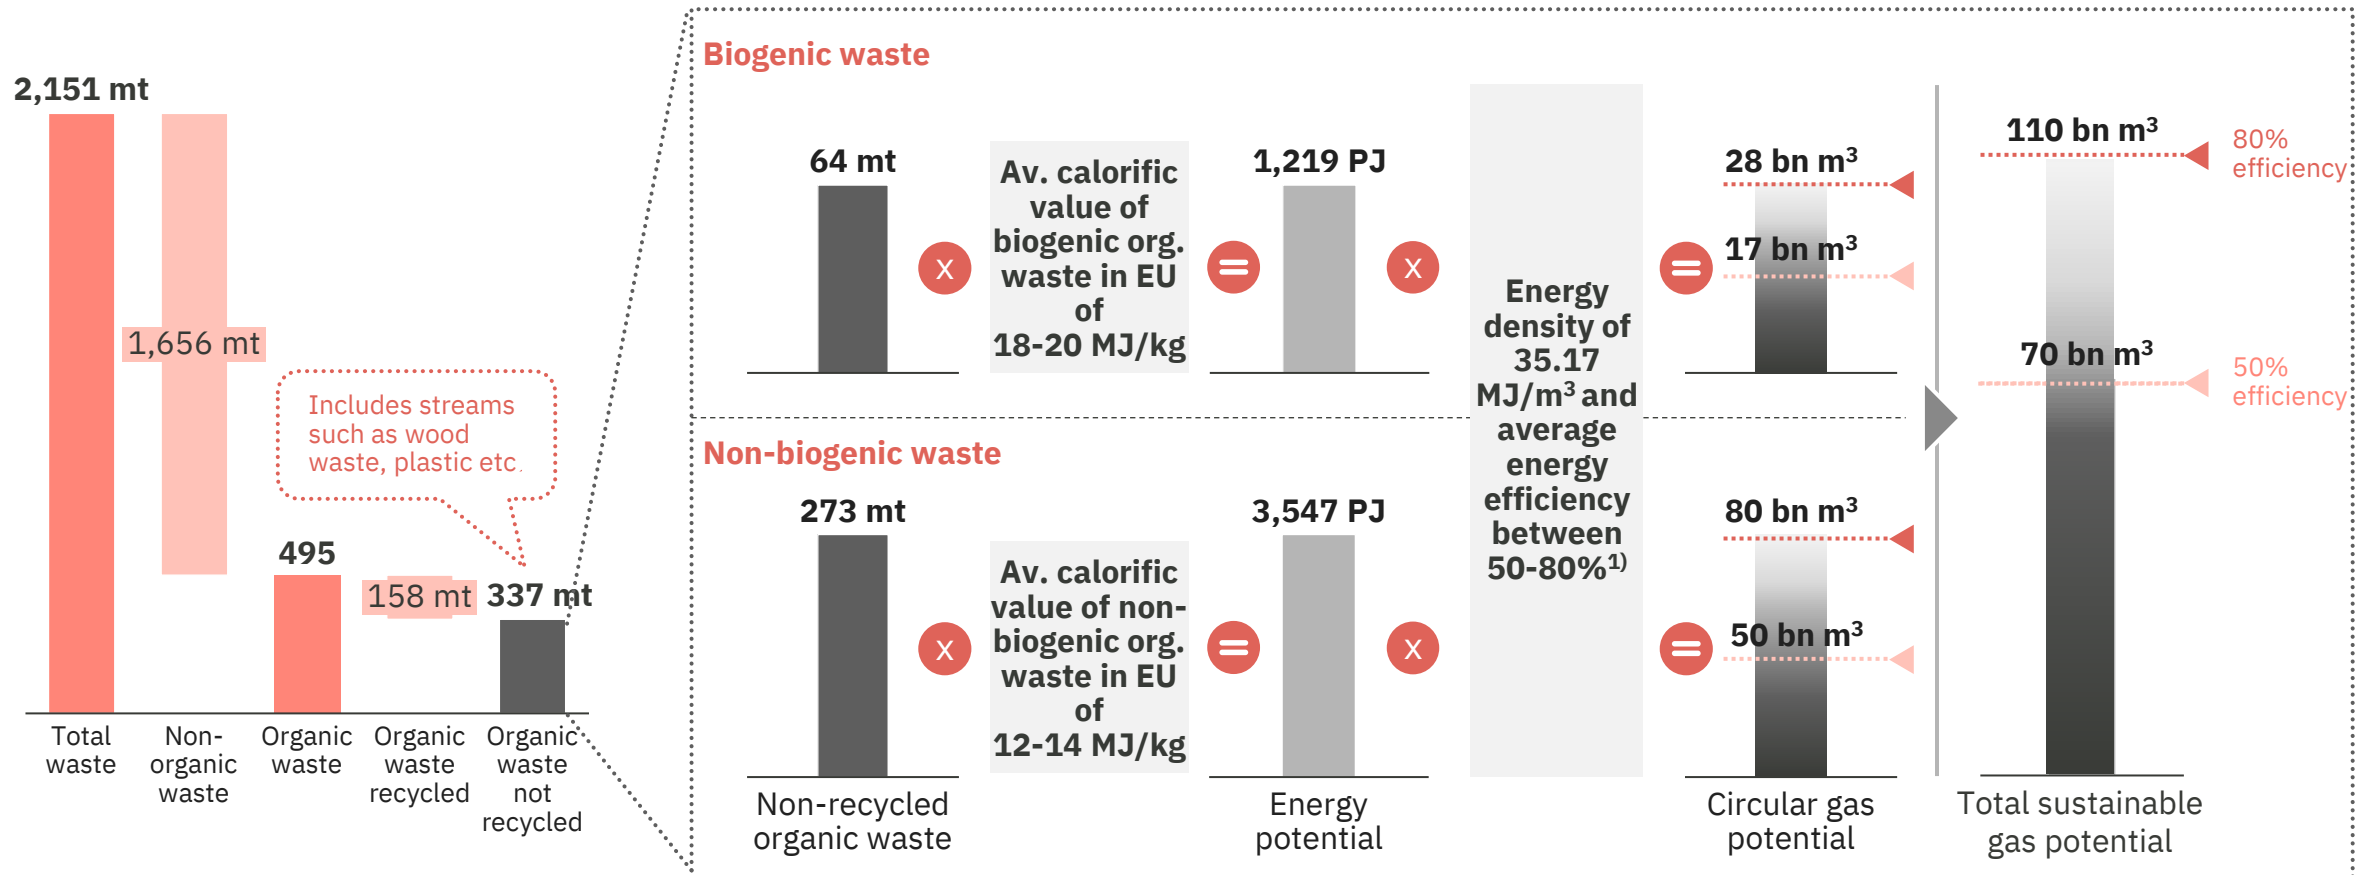 2,151 mt
1,656 mt
495
158 mt
337 mt
Includes streams
such as wood
waste, plastic etc.
Total
waste
Non-
organic
waste
Organic
waste
Organic
waste
recycled
Organic
waste
not
recycled
Biogenic waste
64 mt
x
Av. calorific
value of
biogenic org.
waste in EU
of
18-20 MJ/kg
=
1,219 PJ
x
Energy
density of
35.17
MJ/m³ and
average
energy
efficiency
between
50-80%¹⁾
=
28 bn m³
17 bn m³
Non-biogenic waste
273 mt
x
Av. calorific
value of non-
biogenic org.
waste in EU
of
12-14 MJ/kg
=
3,547 PJ
x
=
80 bn m³
50 bn m³
Non-recycled
organic waste
Energy
potential
Circular gas
potential
110 bn m³
80%
efficiency
70 bn m³
50%
efficiency
Total sustainable
gas potential